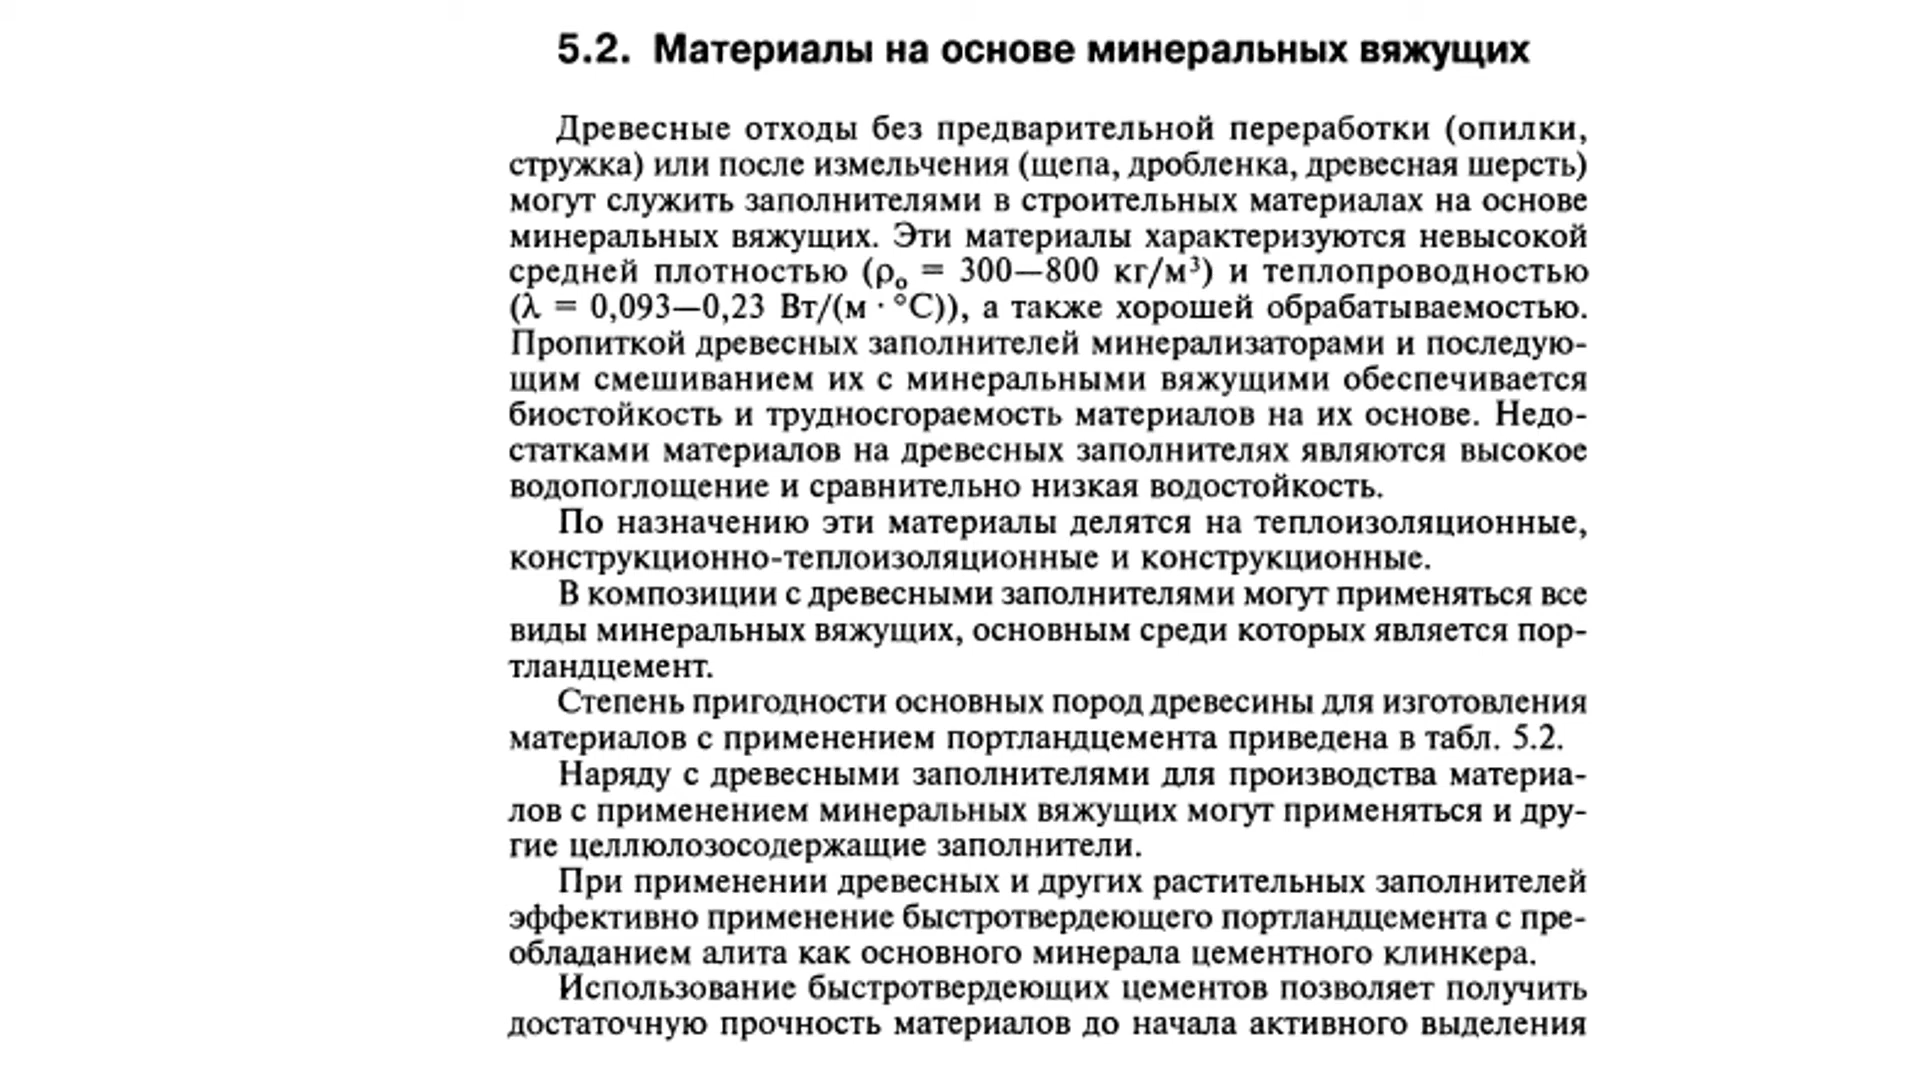 5.2. Материалы на основе минеральных вяжущих
Древесные отходы без предварительной переработки (опилки,
стружка) или после измельчения (щепа, дробленка, древесная шерсть)
могут служить заполнителями в строительных материалах на основе
минеральных вяжущих. Эти материалы характеризуются невысокой
средней плотностью (ρ₀ = 300—800 кг/м³) и теплопроводностью
(λ = 0,093—0,23 Вт/(м · °С)), а также хорошей обрабатываемостью.
Пропиткой древесных заполнителей минерализаторами и последую-
щим смешиванием их с минеральными вяжущими обеспечивается
биостойкость и трудносгораемость материалов на их основе. Недо-
статками материалов на древесных заполнителях являются высокое
водопоглощение и сравнительно низкая водостойкость.
По назначению эти материалы делятся на теплоизоляционные,
конструкционно-теплоизоляционные и конструкционные.
В композиции с древесными заполнителями могут применяться все
виды минеральных вяжущих, основным среди которых является пор-
тландцемент.
Степень пригодности основных пород древесины для изготовления
материалов с применением портландцемента приведена в табл. 5.2.
Наряду с древесными заполнителями для производства материа-
лов с применением минеральных вяжущих могут применяться и дру-
гие целлюлозосодержащие заполнители.
При применении древесных и других растительных заполнителей
эффективно применение быстротвердеющего портландцемента с пре-
обладанием алита как основного минерала цементного клинкера.
Использование быстротвердеющих цементов позволяет получить
достаточную прочность материалов до начала активного выделения